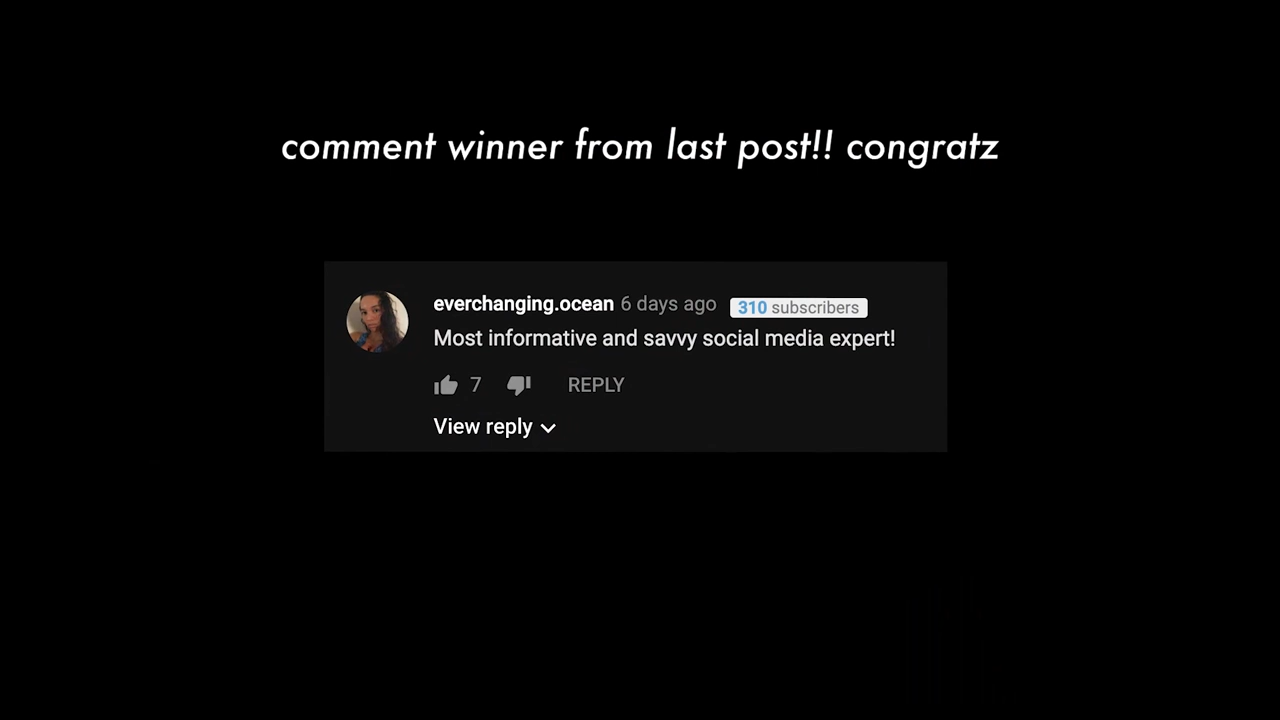 comment winner from last post!! congratz
everchanging.ocean 6 days ago 310 subscribers
Most informative and savvy social media expert!
7 REPLY
View reply